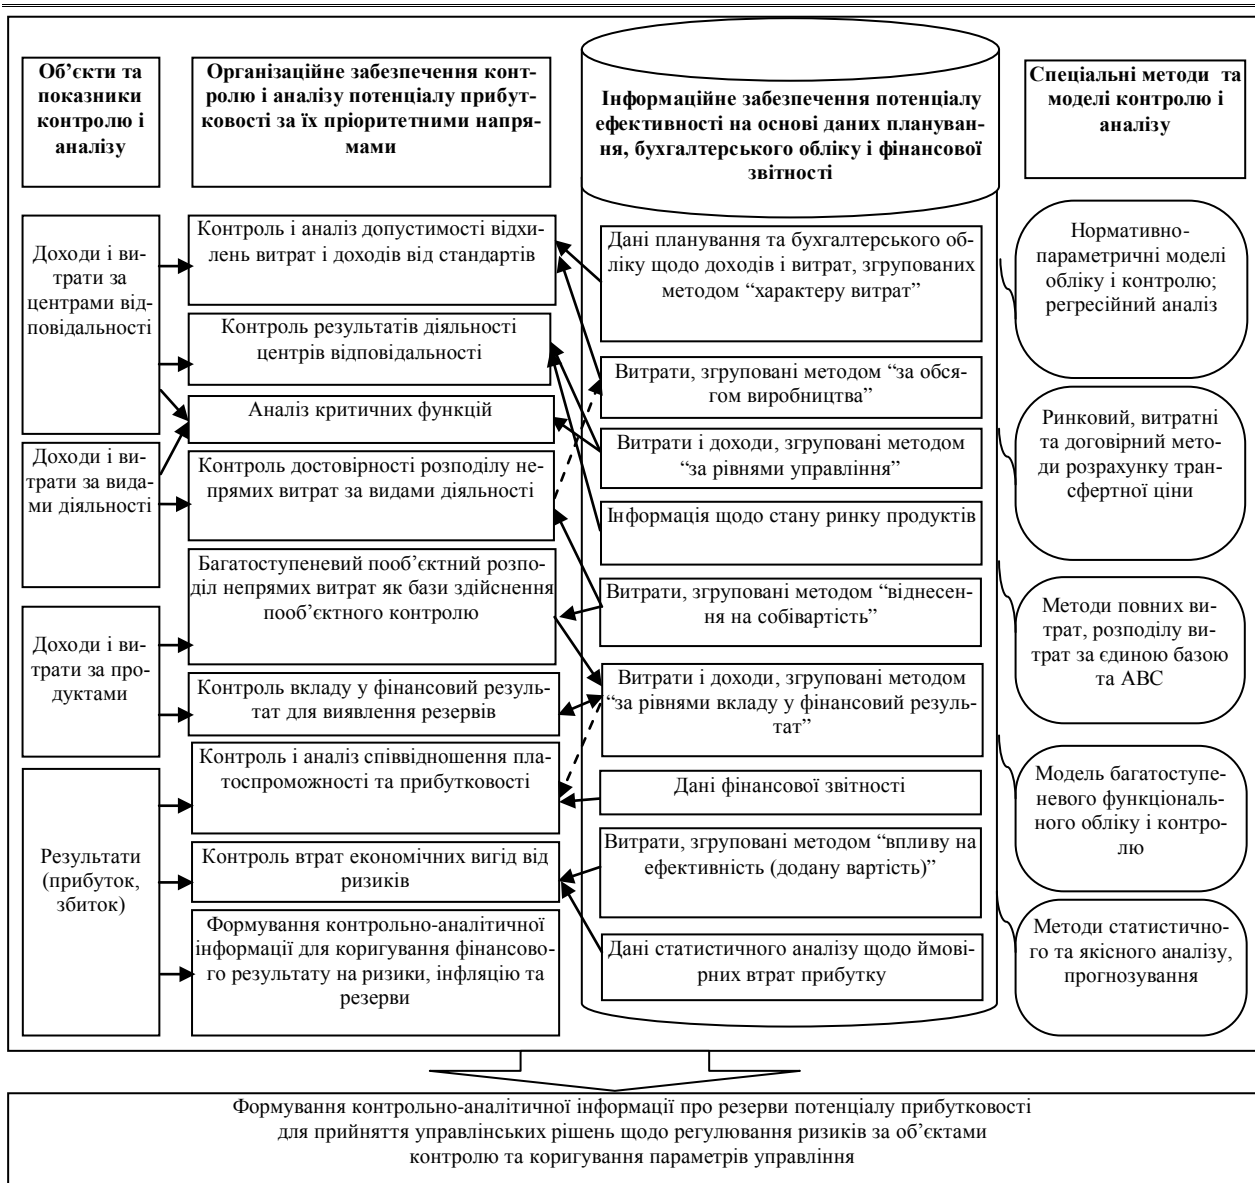 Об’єкти та
показники
контролю і
аналізу
Організаційне забезпечення конт-
ролю і аналізу потенціалу прибут-
ковості за їх пріоритетними напря-
мами
Інформаційне забезпечення потенціалу
ефективності на основі даних плануван-
ня, бухгалтерського обліку і фінансової
звітності
Спеціальні методи та
моделі контролю і
аналізу
Доходи і ви-
трати за
центрами від-
повідальності
Доходи і ви-
трати за вида-
ми діяльності
Доходи і ви-
трати за про-
дуктами
Результати
(прибуток,
збиток)
Контроль і аналіз допустимості відхи-
лень витрат і доходів від стандартів
Контроль результатів діяльності
центрів відповідальності
Аналіз критичних функцій
Контроль достовірності розподілу не-
прямих витрат за видами діяльності
Багатоступеневий пооб’єктний розпо-
діл непрямих витрат як бази здійснення
пооб’єктного контролю
Контроль вкладу у фінансовий резуль-
тат для виявлення резервів
Контроль і аналіз співвідношення пла-
тоспроможності та прибутковості
Контроль втрат економічних вигід від
ризиків
Формування контрольно-аналітичної
інформації для коригування фінансово-
го результату на ризики, інфляцію та
резерви
Дані планування та бухгалтерського об-
ліку щодо доходів і витрат, згрупованих
методом “характеру витрат”
Витрати, згруповані методом “за обся-
гом виробництва”
Витрати і доходи, згруповані методом
“за рівнями управління”
Інформація щодо стану ринку продуктів
Витрати, згруповані методом “віднесен-
ня на собівартість”
Витрати і доходи, згруповані методом
“за рівнями вкладу у фінансовий резуль-
тат”
Дані фінансової звітності
Витрати, згруповані методом “впливу на
ефективність (додану вартість)”
Дані статистичного аналізу щодо ймові-
рних втрат прибутку
Нормативно-
параметричні моделі
обліку і контролю;
регресійний аналіз
Ринковий, витратні
та договірний мето-
ди розрахунку тран-
сфертної ціни
Методи повних ви-
трат, розподілу ви-
трат за єдиною базою
та АВС
Модель багатоступе-
невого функціональ-
ного обліку і контро-
лю
Методи статистично-
го та якісного аналізу,
прогнозування
Формування контрольно-аналітичної інформації про резерви потенціалу прибутковості
для прийняття управлінських рішень щодо регулювання ризиків за об’єктами
контролю та коригування параметрів управління